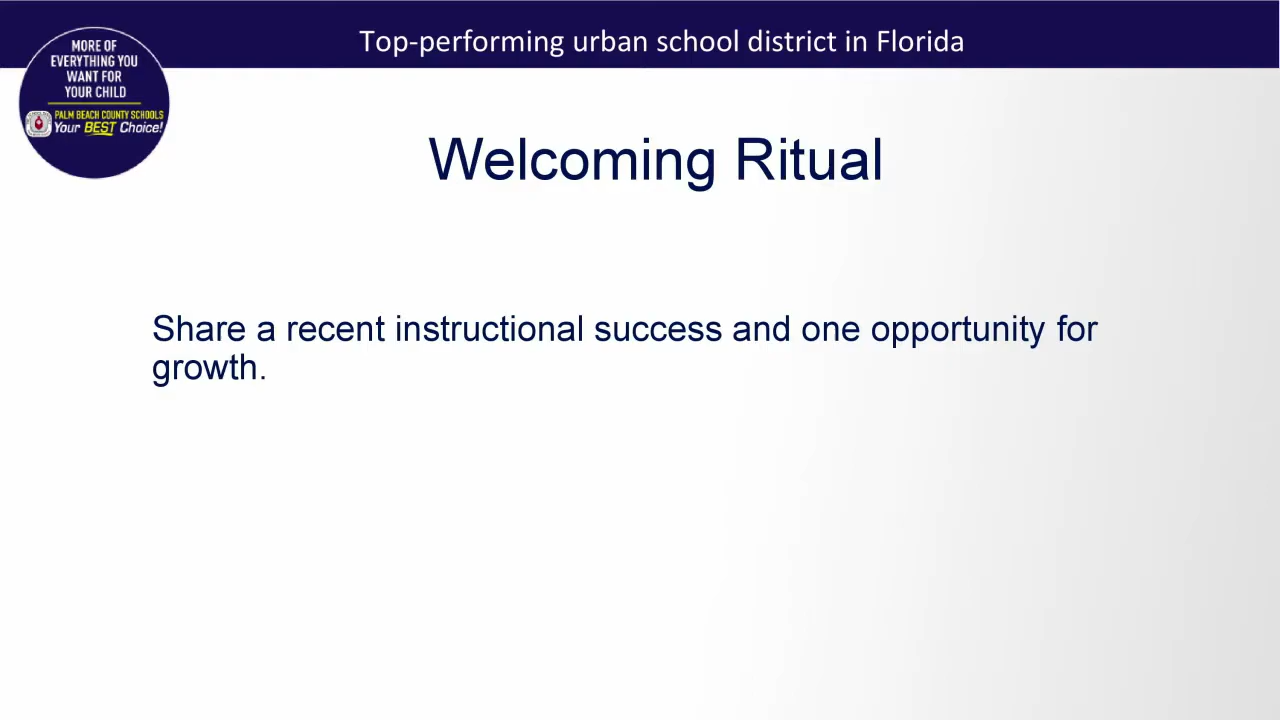 Top-performing urban school district in Florida
MORE OF
EVERYTHING YOU
WANT FOR
YOUR CHILD
PALM BEACH COUNTY SCHOOLS
Your BEST Choice!
Welcoming Ritual
Share a recent instructional success and one opportunity for
growth.